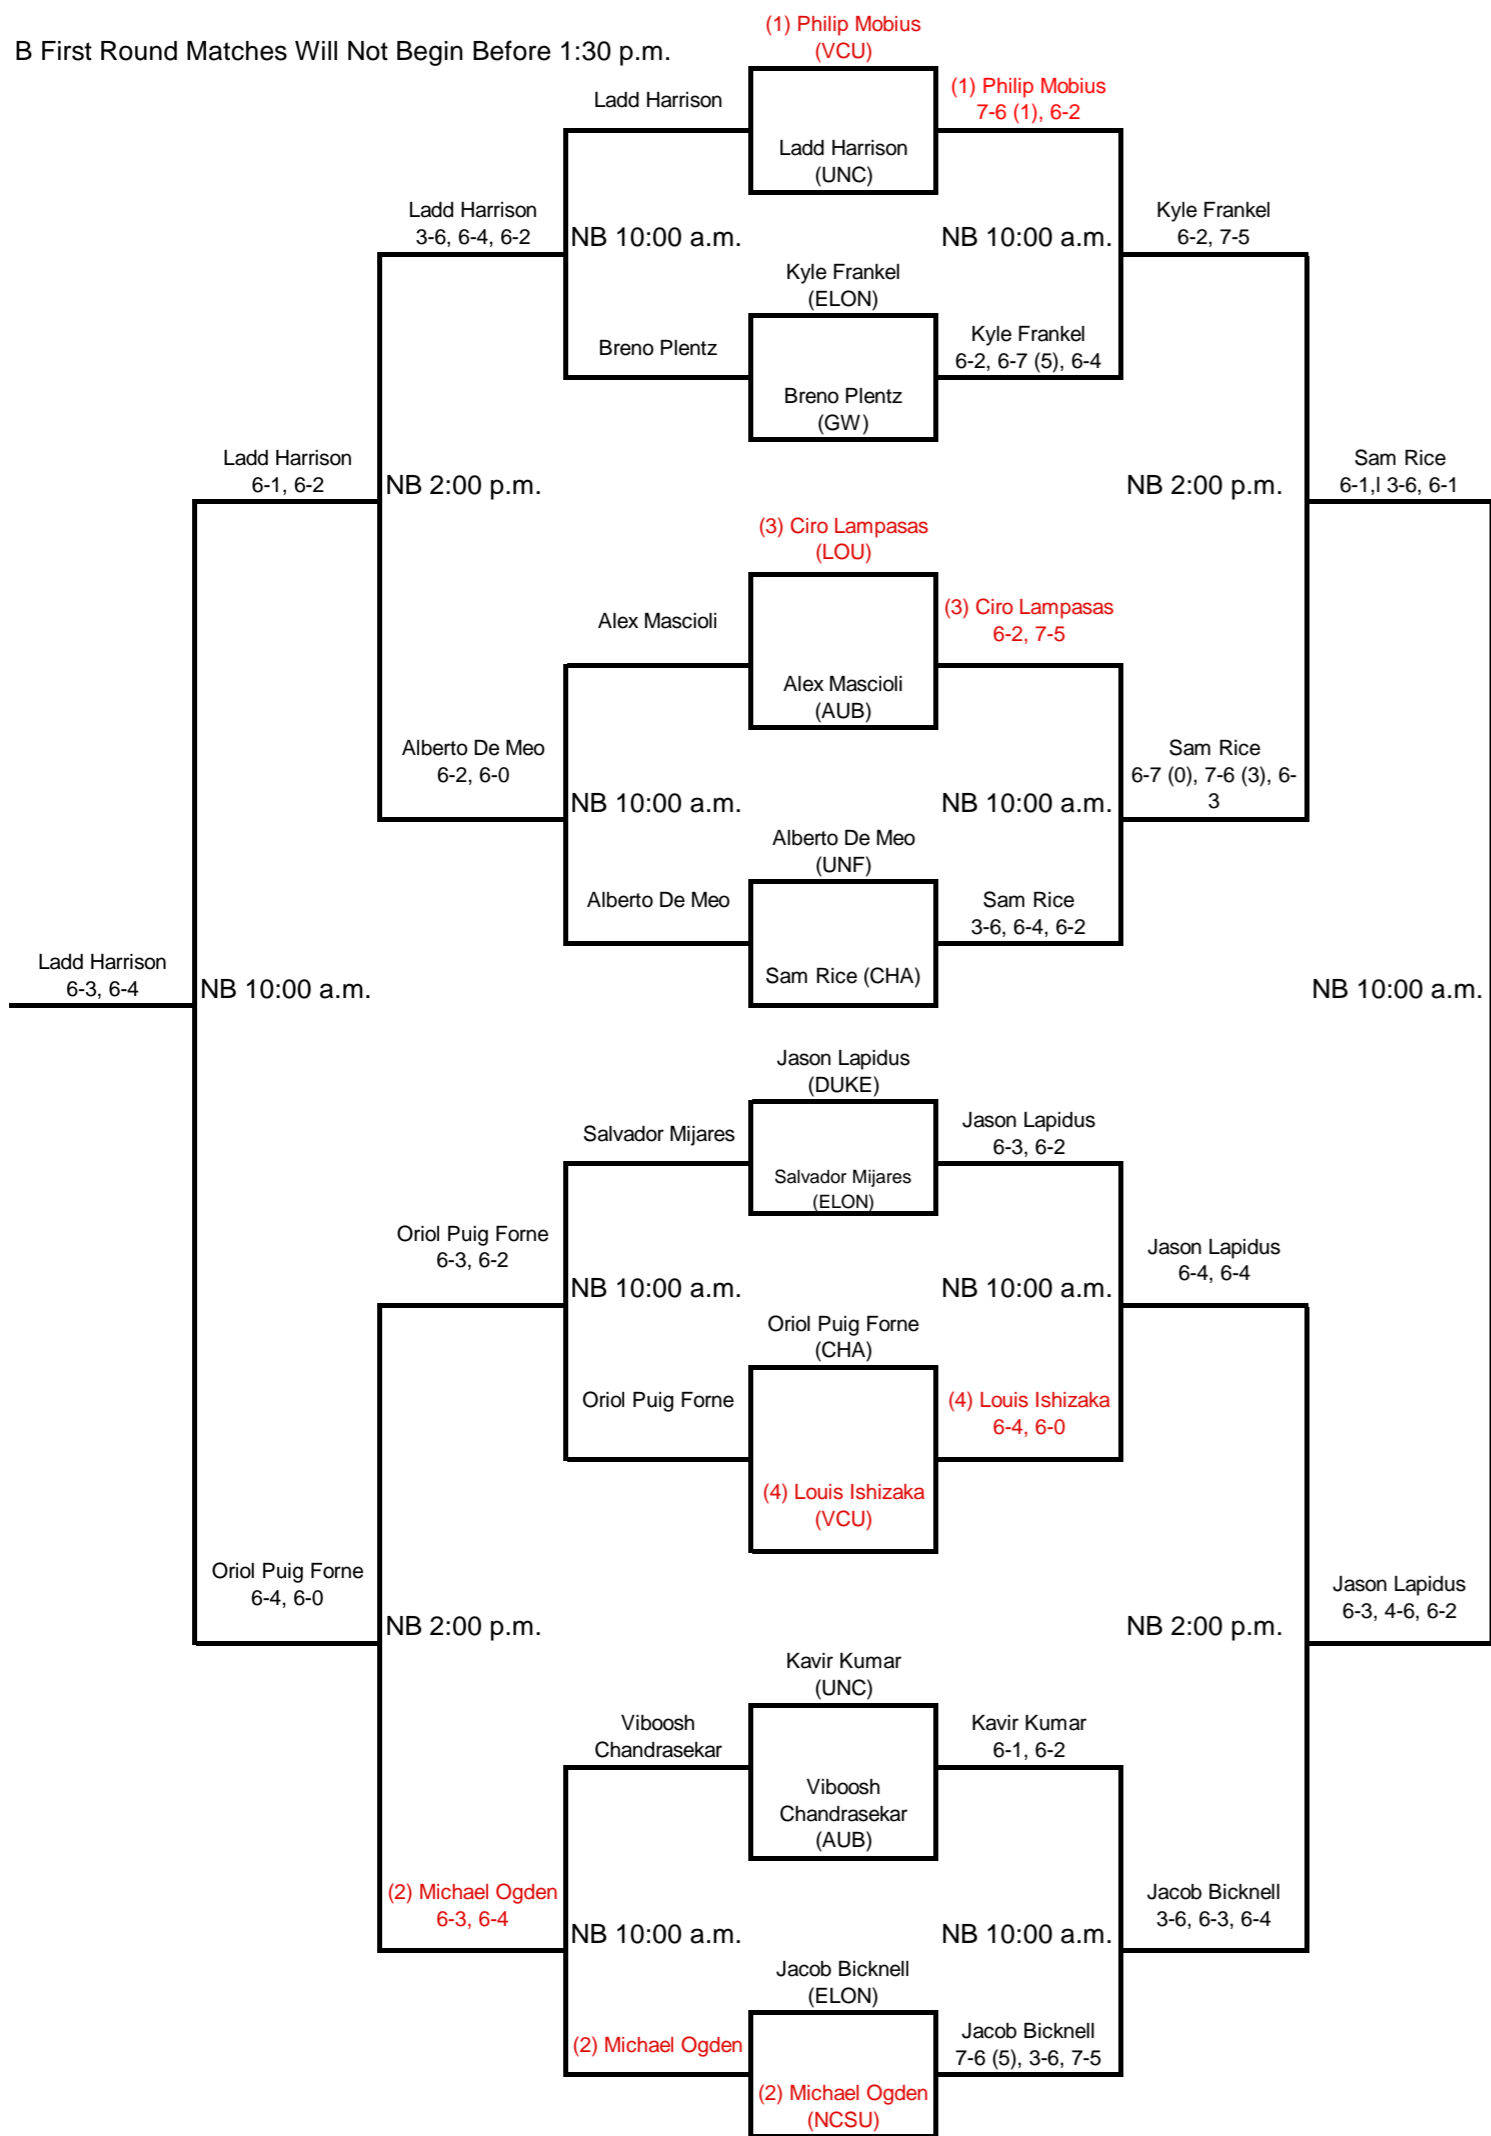 (1) Philip Mobius
(VCU)
B First Round Matches Will Not Begin Before 1:30 p.m.
Ladd Harrison
(1) Philip Mobius
7-6 (1), 6-2
Ladd Harrison
(UNC)
Ladd Harrison
3-6, 6-4, 6-2
NB 10:00 a.m.
NB 10:00 a.m.
Kyle Frankel
6-2, 7-5
Kyle Frankel
(ELON)
Breno Plentz
Kyle Frankel
6-2, 6-7 (5), 6-4
Breno Plentz
(GW)
Ladd Harrison
6-1, 6-2
NB 2:00 p.m.
NB 2:00 p.m.
Sam Rice
6-1,l 3-6, 6-1
(3) Ciro Lampasas
(LOU)
Alex Mascioli
(3) Ciro Lampasas
6-2, 7-5
Alex Mascioli
(AUB)
Alberto De Meo
6-2, 6-0
NB 10:00 a.m.
NB 10:00 a.m.
Sam Rice
6-7 (0), 7-6 (3), 6-
3
Alberto De Meo
(UNF)
Alberto De Meo
Sam Rice
3-6, 6-4, 6-2
Sam Rice (CHA)
Ladd Harrison
6-3, 6-4
NB 10:00 a.m.
NB 10:00 a.m.
Jason Lapidus
(DUKE)
Salvador Mijares
Jason Lapidus
6-3, 6-2
Salvador Mijares
(ELON)
Oriol Puig Forne
6-3, 6-2
NB 10:00 a.m.
NB 10:00 a.m.
Jason Lapidus
6-4, 6-4
Oriol Puig Forne
(CHA)
Oriol Puig Forne
(4) Louis Ishizaka
6-4, 6-0
(4) Louis Ishizaka
(VCU)
Oriol Puig Forne
6-4, 6-0
NB 2:00 p.m.
NB 2:00 p.m.
Jason Lapidus
6-3, 4-6, 6-2
Kavir Kumar
(UNC)
Viboosh
Chandrasekar
Kavir Kumar
6-1, 6-2
Viboosh
Chandrasekar
(AUB)
(2) Michael Ogden
6-3, 6-4
NB 10:00 a.m.
NB 10:00 a.m.
Jacob Bicknell
3-6, 6-3, 6-4
Jacob Bicknell
(ELON)
(2) Michael Ogden
Jacob Bicknell
7-6 (5), 3-6, 7-5
(2) Michael Ogden
(NCSU)